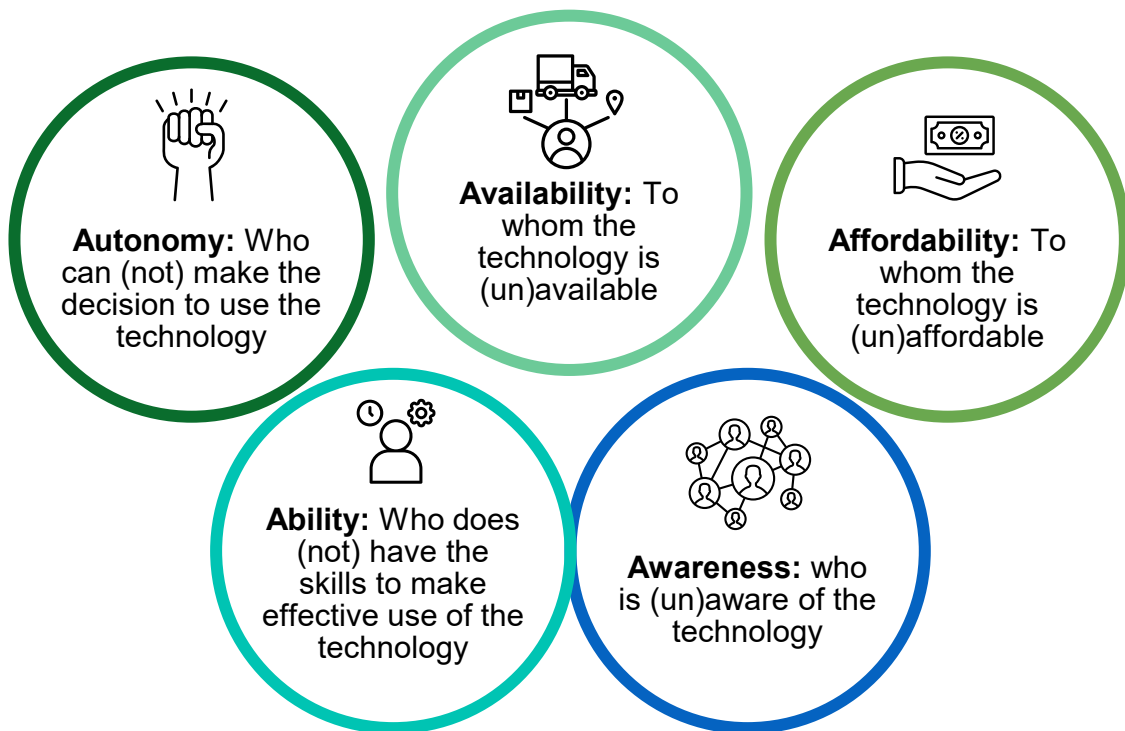 Autonomy: Who
can (not) make the
decision to use the
technology
Availability: To
whom the
technology is
(un)available
Affordability: To
whom the
technology is
(un)affordable
Ability: Who does
(not) have the
skills to make
effective use of the
technology
Awareness: who
is (un)aware of the
technology